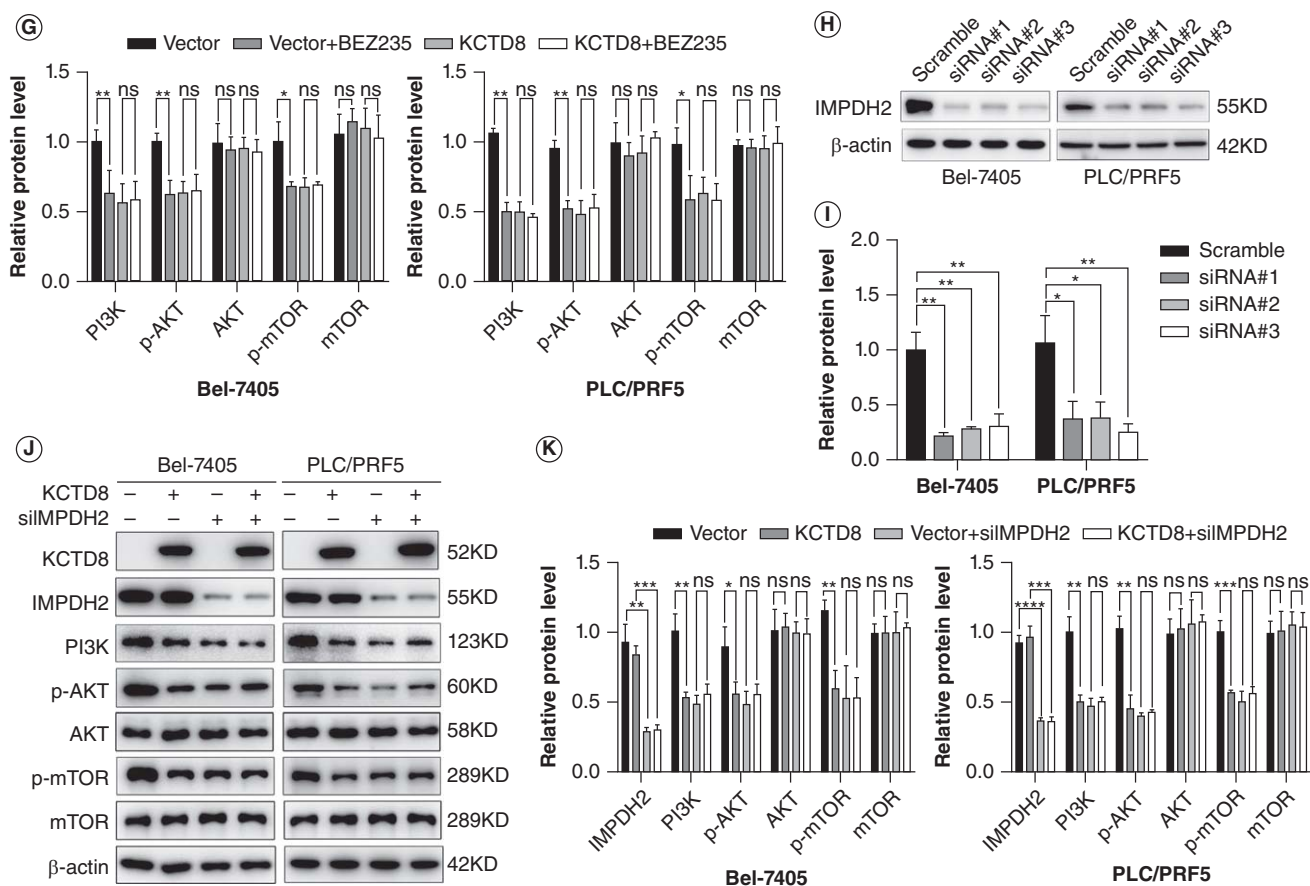 G
Vector Vector+BEZ235 KCTD8 KCTD8+BEZ235
Relative protein level
1.5
1.0
0.5
0.0
** ns ** ns ns ns * ns ns ns
PI3K p-AKT AKT p-mTOR mTOR
Bel-7405
Relative protein level
1.5
1.0
0.5
0.0
** ns ** ns ns ns * ns ns ns
PI3K p-AKT AKT p-mTOR mTOR
PLC/PRF5
H
Scramble siRNA#1 siRNA#2 siRNA#3 Scramble siRNA#1 siRNA#2 siRNA#3
IMPDH2 55KD
β-actin 42KD
Bel-7405 PLC/PRF5
I
Relative protein level
2.0
1.5
1.0
0.5
0.0
** ** ** * * **
Scramble
siRNA#1
siRNA#2
siRNA#3
Bel-7405 PLC/PRF5
J
Bel-7405 PLC/PRF5
KCTD8 − + − + − + − +
siIMPDH2 − − + + − − + +
KCTD8 52KD
IMPDH2 55KD
PI3K 123KD
p-AKT 60KD
AKT 58KD
p-mTOR 289KD
mTOR 289KD
β-actin 42KD
K
Vector KCTD8 Vector+siIMPDH2 KCTD8+siIMPDH2
Relative protein level
1.5
1.0
0.5
0.0
*** ** ** ns * ns ns ns ** ns ns ns
IMPDH2 PI3K p-AKT AKT p-mTOR mTOR
Bel-7405
Relative protein level
1.5
1.0
0.5
0.0
*** **** ** ns ** ns ns ns *** ns ns ns
IMPDH2 PI3K p-AKT AKT p-mTOR mTOR
PLC/PRF5